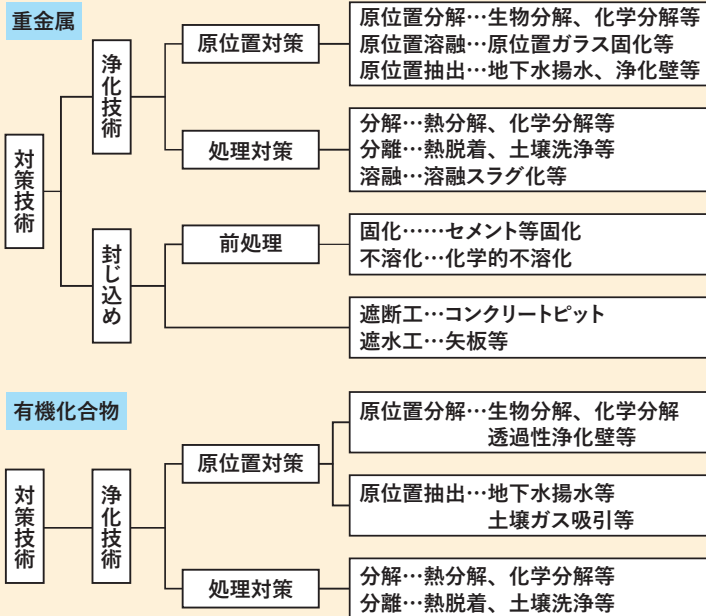 重金属
対策技術
浄化技術
原位置対策
原位置分解…生物分解、化学分解等
原位置溶融…原位置ガラス固化等
原位置抽出…地下水揚水、浄化壁等
処理対策
分解…熱分解、化学分解等
分離…熱脱着、土壌洗浄等
溶融…溶融スラグ化等
封じ込め
前処理
固化……セメント等固化
不溶化…化学的不溶化
遮断工…コンクリートピット
遮水工…矢板等
有機化合物
対策技術
浄化技術
原位置対策
原位置分解…生物分解、化学分解
透過性浄化壁等
原位置抽出…地下水揚水等
土壌ガス吸引等
処理対策
分解…熱分解、化学分解等
分離…熱脱着、土壌洗浄等